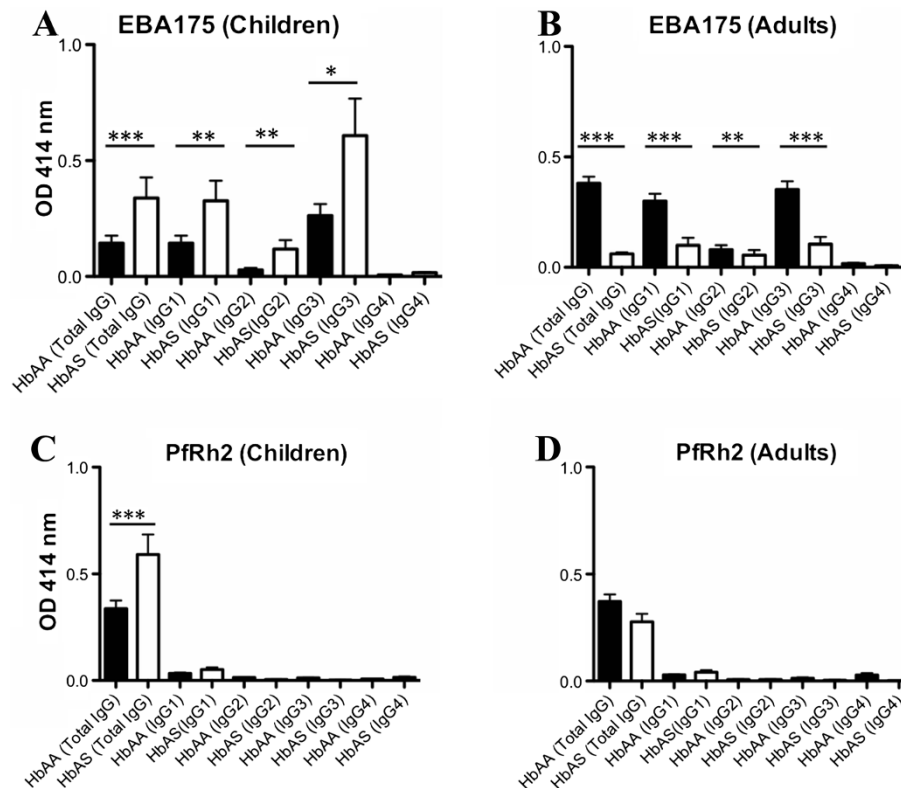 A
EBA175 (Children)
OD 414 nm
1.0
0.5
0.0
***
**
**
*
HbAA (Total IgG)
HbAS (Total IgG)
HbAA (IgG1)
HbAS(IgG1)
HbAA (IgG2)
HbAS(IgG2)
HbAA (IgG3)
HbAS (IgG3)
HbAA (IgG4)
HbAS (IgG4)
B
EBA175 (Adults)
1.0
0.5
0.0
***
***
**
***
HbAA (Total IgG)
HbAS (Total IgG)
HbAA (IgG1)
HbAS(IgG1)
HbAA (IgG2)
HbAS (IgG2)
HbAA (IgG3)
HbAS (IgG3)
HbAA (IgG4)
HbAS (IgG4)
C
PfRh2 (Children)
OD 414 nm
1.0
0.5
0.0
***
HbAA (Total IgG)
HbAS (Total IgG)
HbAA (IgG1)
HbAS(IgG1)
HbAA (IgG2)
HbAS (IgG2)
HbAA (IgG3)
HbAS (IgG3)
HbAA (IgG4)
HbAS (IgG4)
D
PfRh2 (Adults)
1.0
0.5
0.0
HbAA (Total IgG)
HbAS (Total IgG)
HbAA (IgG1)
HbAS(IgG1)
HbAA (IgG2)
HbAS (IgG2)
HbAA (IgG3)
HbAS (IgG3)
HbAA (IgG4)
HbAS (IgG4)